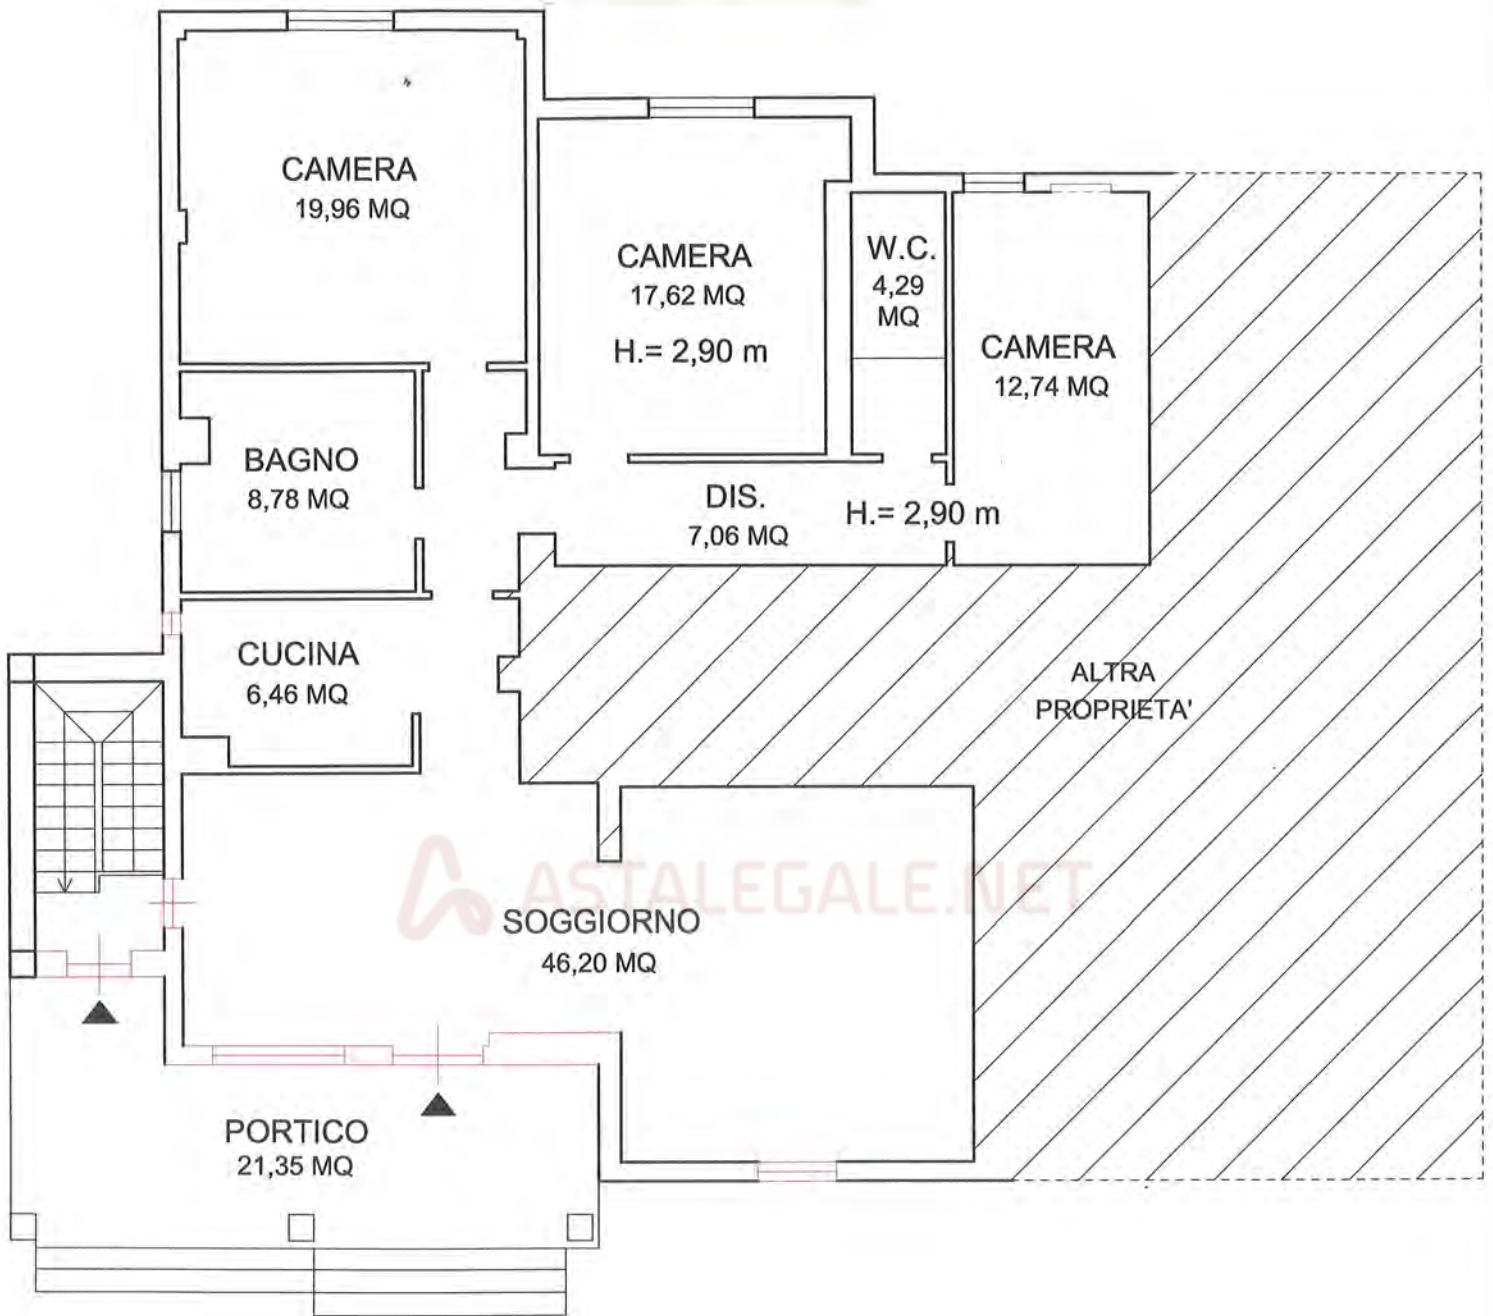 CAMERA
19,96 MQ
CAMERA
17,62 MQ
H.= 2,90 m
W.C.
4,29
MQ
CAMERA
12,74 MQ
BAGNO
8,78 MQ
DIS.
7,06 MQ
H.= 2,90 m
CUCINA
6,46 MQ
ALTRA
PROPRIETA'
ASTALEGALE.NET
SOGGIORNO
46,20 MQ
PORTICO
21,35 MQ